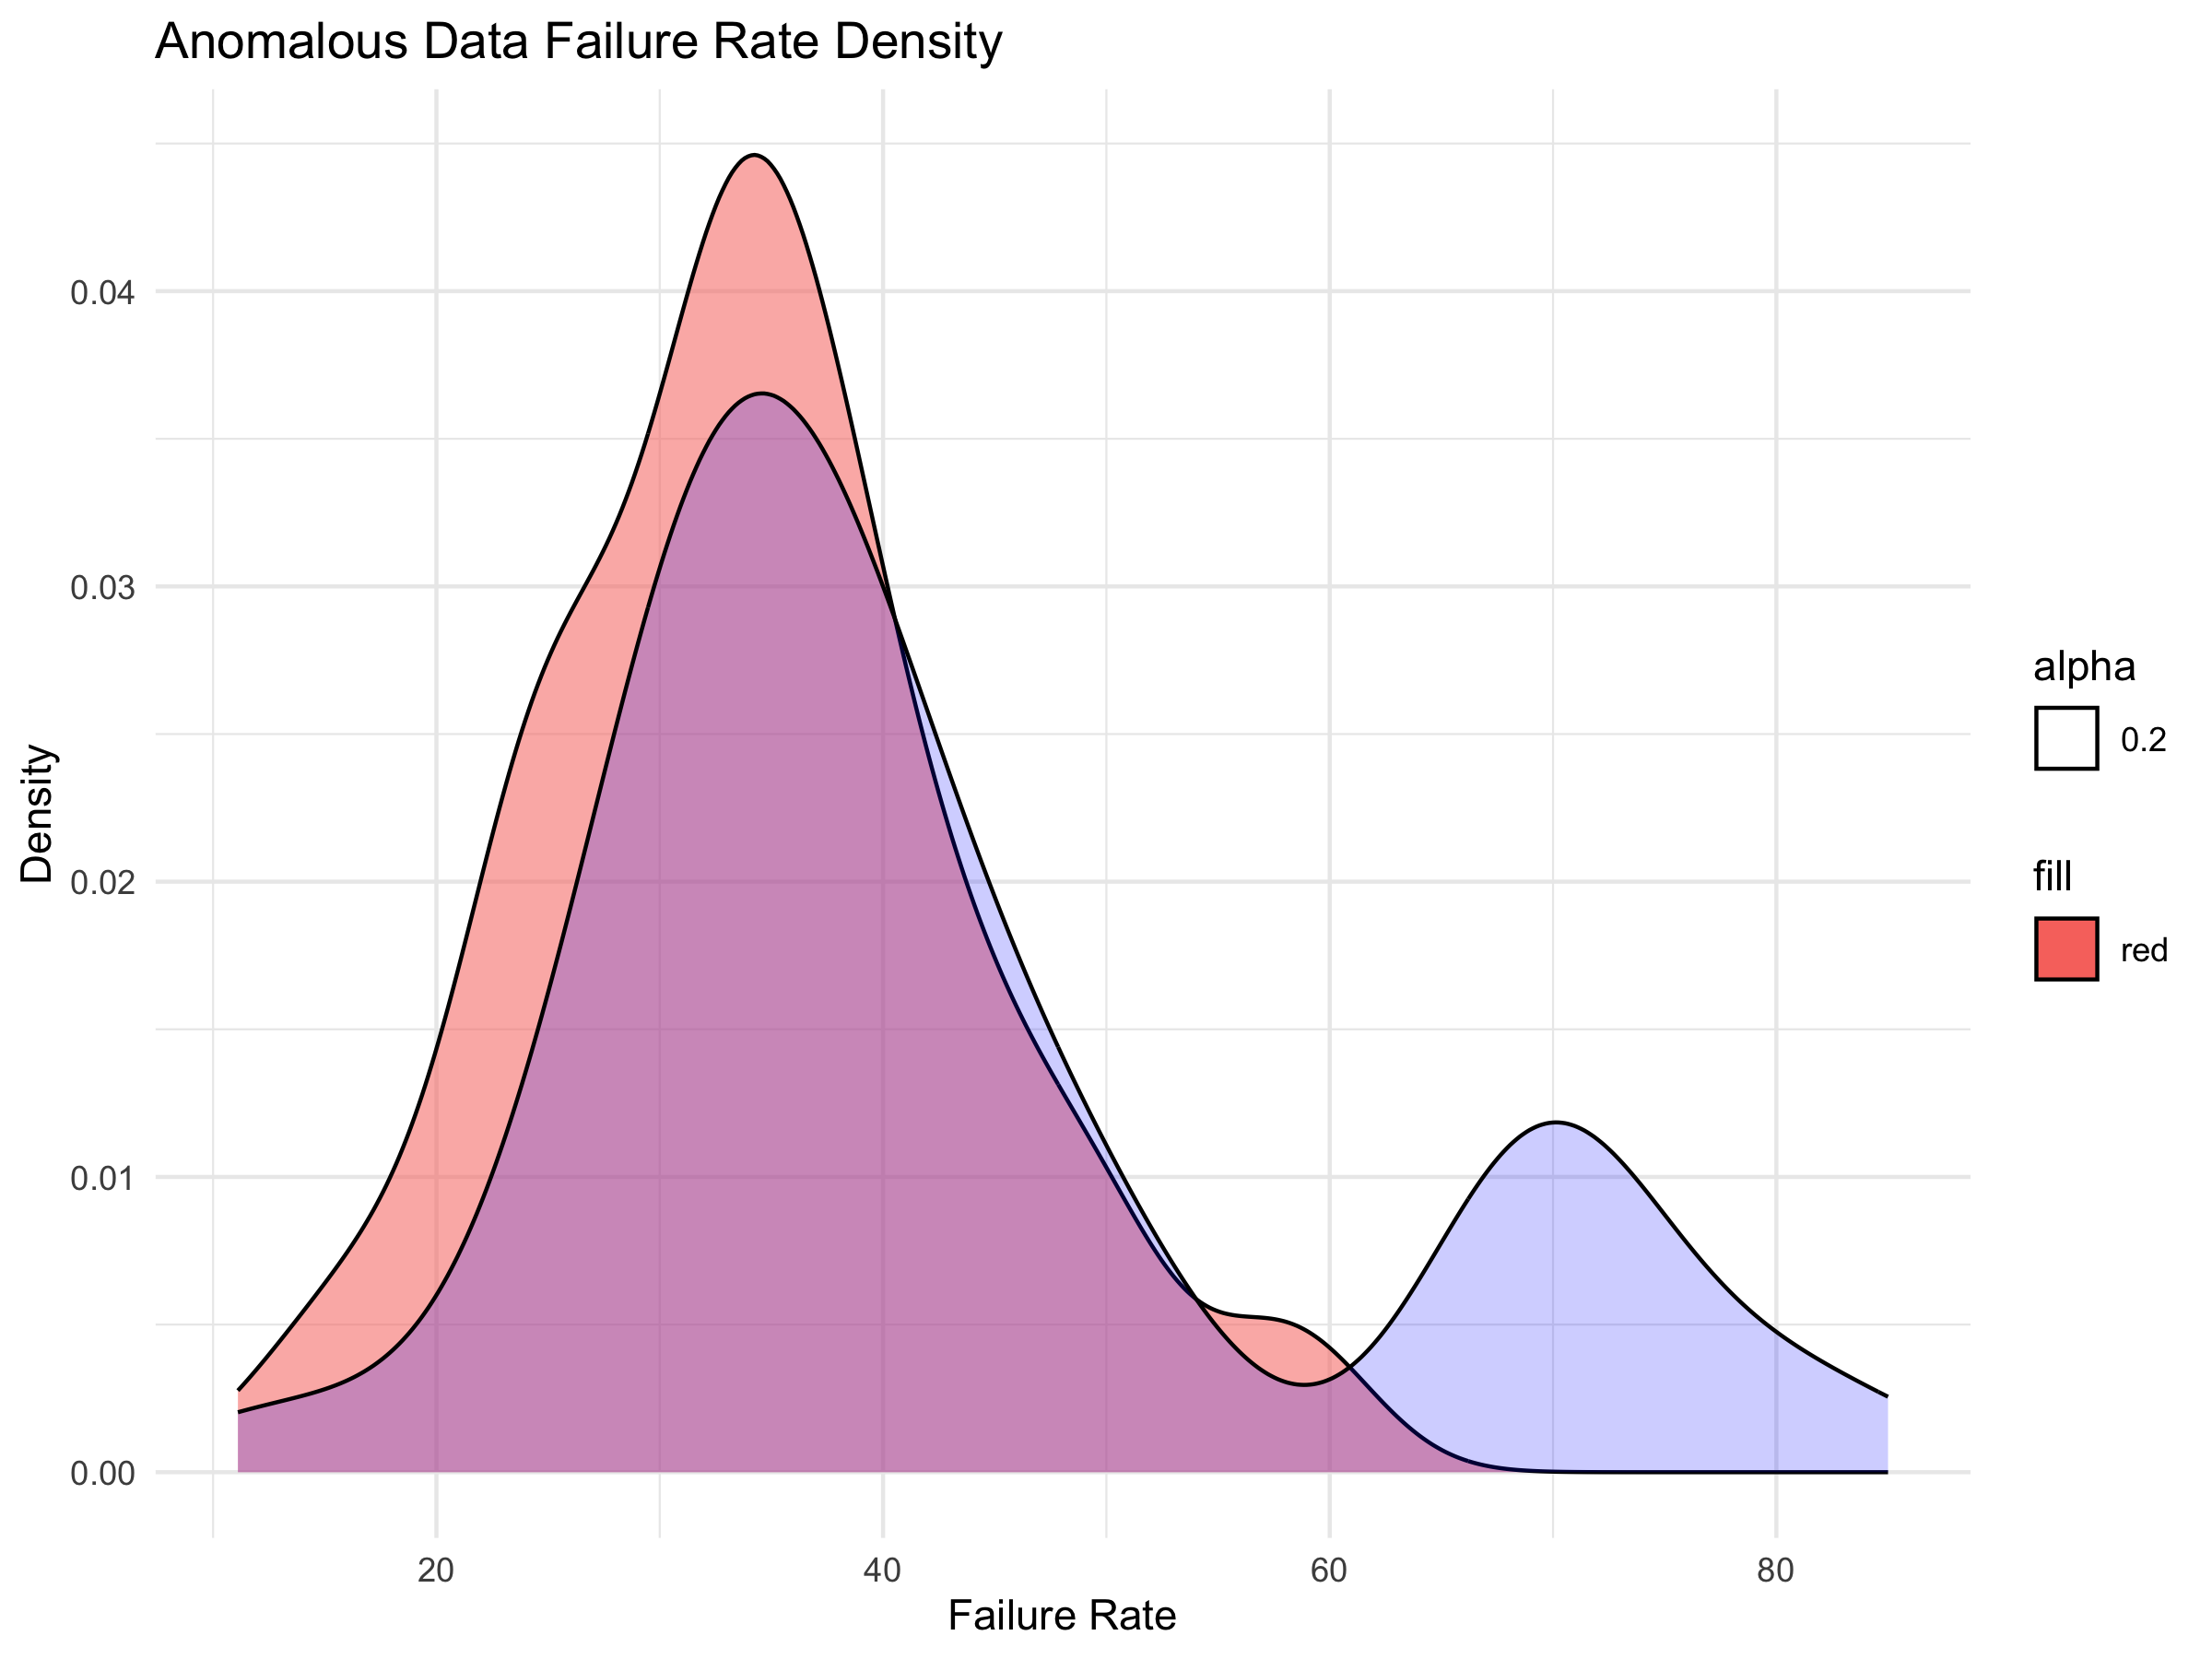 Anomalous Data Failure Rate Density
0.04
0.03
0.02
0.01
0.00
Density
20
40
60
80
Failure Rate
alpha
0.2
fill
red